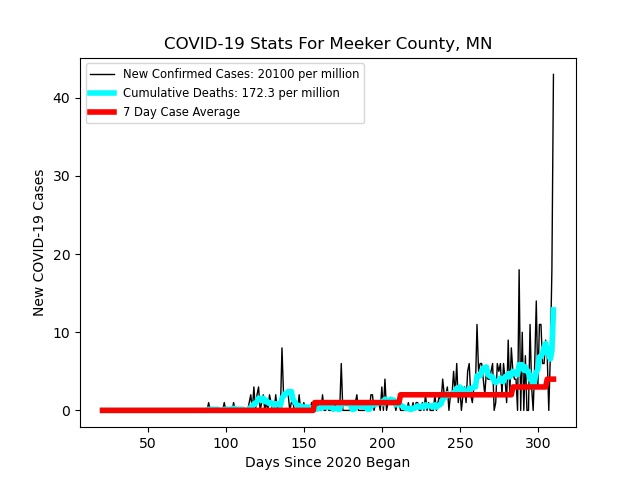 COVID-19 Stats For Meeker County, MN
New Confirmed Cases: 20100 per million
Cumulative Deaths: 172.3 per million
7 Day Case Average
New COVID-19 Cases
40
30
20
10
0
50 100 150 200 250 300
Days Since 2020 Began